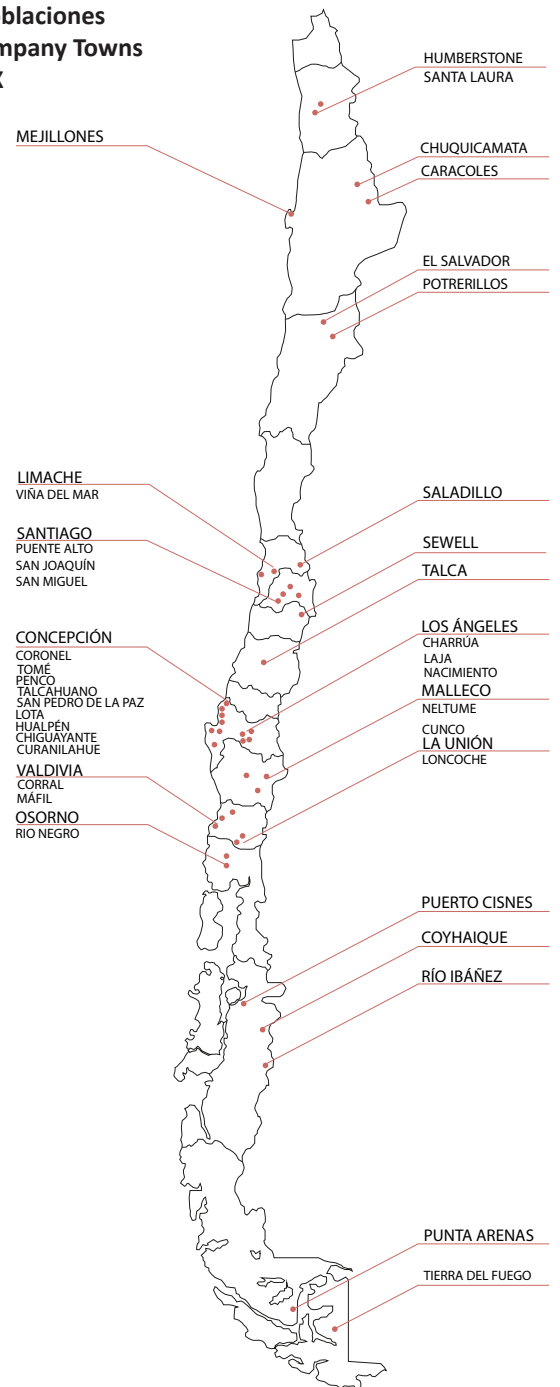 oblaciones
mpany Towns
X
HUMBERSTONE
SANTA LAURA
MEJILLONES
CHUQUICAMATA
CARACOLES
EL SALVADOR
POTRERILLOS
LIMACHE
VIÑA DEL MAR
SALADILLO
SANTIAGO
PUENTE ALTO
SAN JOAQUÍN
SAN MIGUEL
SEWELL
TALCA
CONCEPCIÓN
CORONEL
TOMÉ
PENCO
TALCAHUANO
SAN PEDRO DE LA PAZ
LOTA
HUALPÉN
CHIGUAYANTE
CURANILAHUE
LOS ÁNGELES
CHARRÚA
LAJA
NACIMIENTO
MALLECO
NELTUME
CUNCO
LA UNIÓN
LONCOCHE
VALDIVIA
CORRAL
MÁFIL
OSORNO
RIO NEGRO
PUERTO CISNES
COYHAIQUE
RÍO IBÁÑEZ
PUNTA ARENAS
TIERRA DEL FUEGO